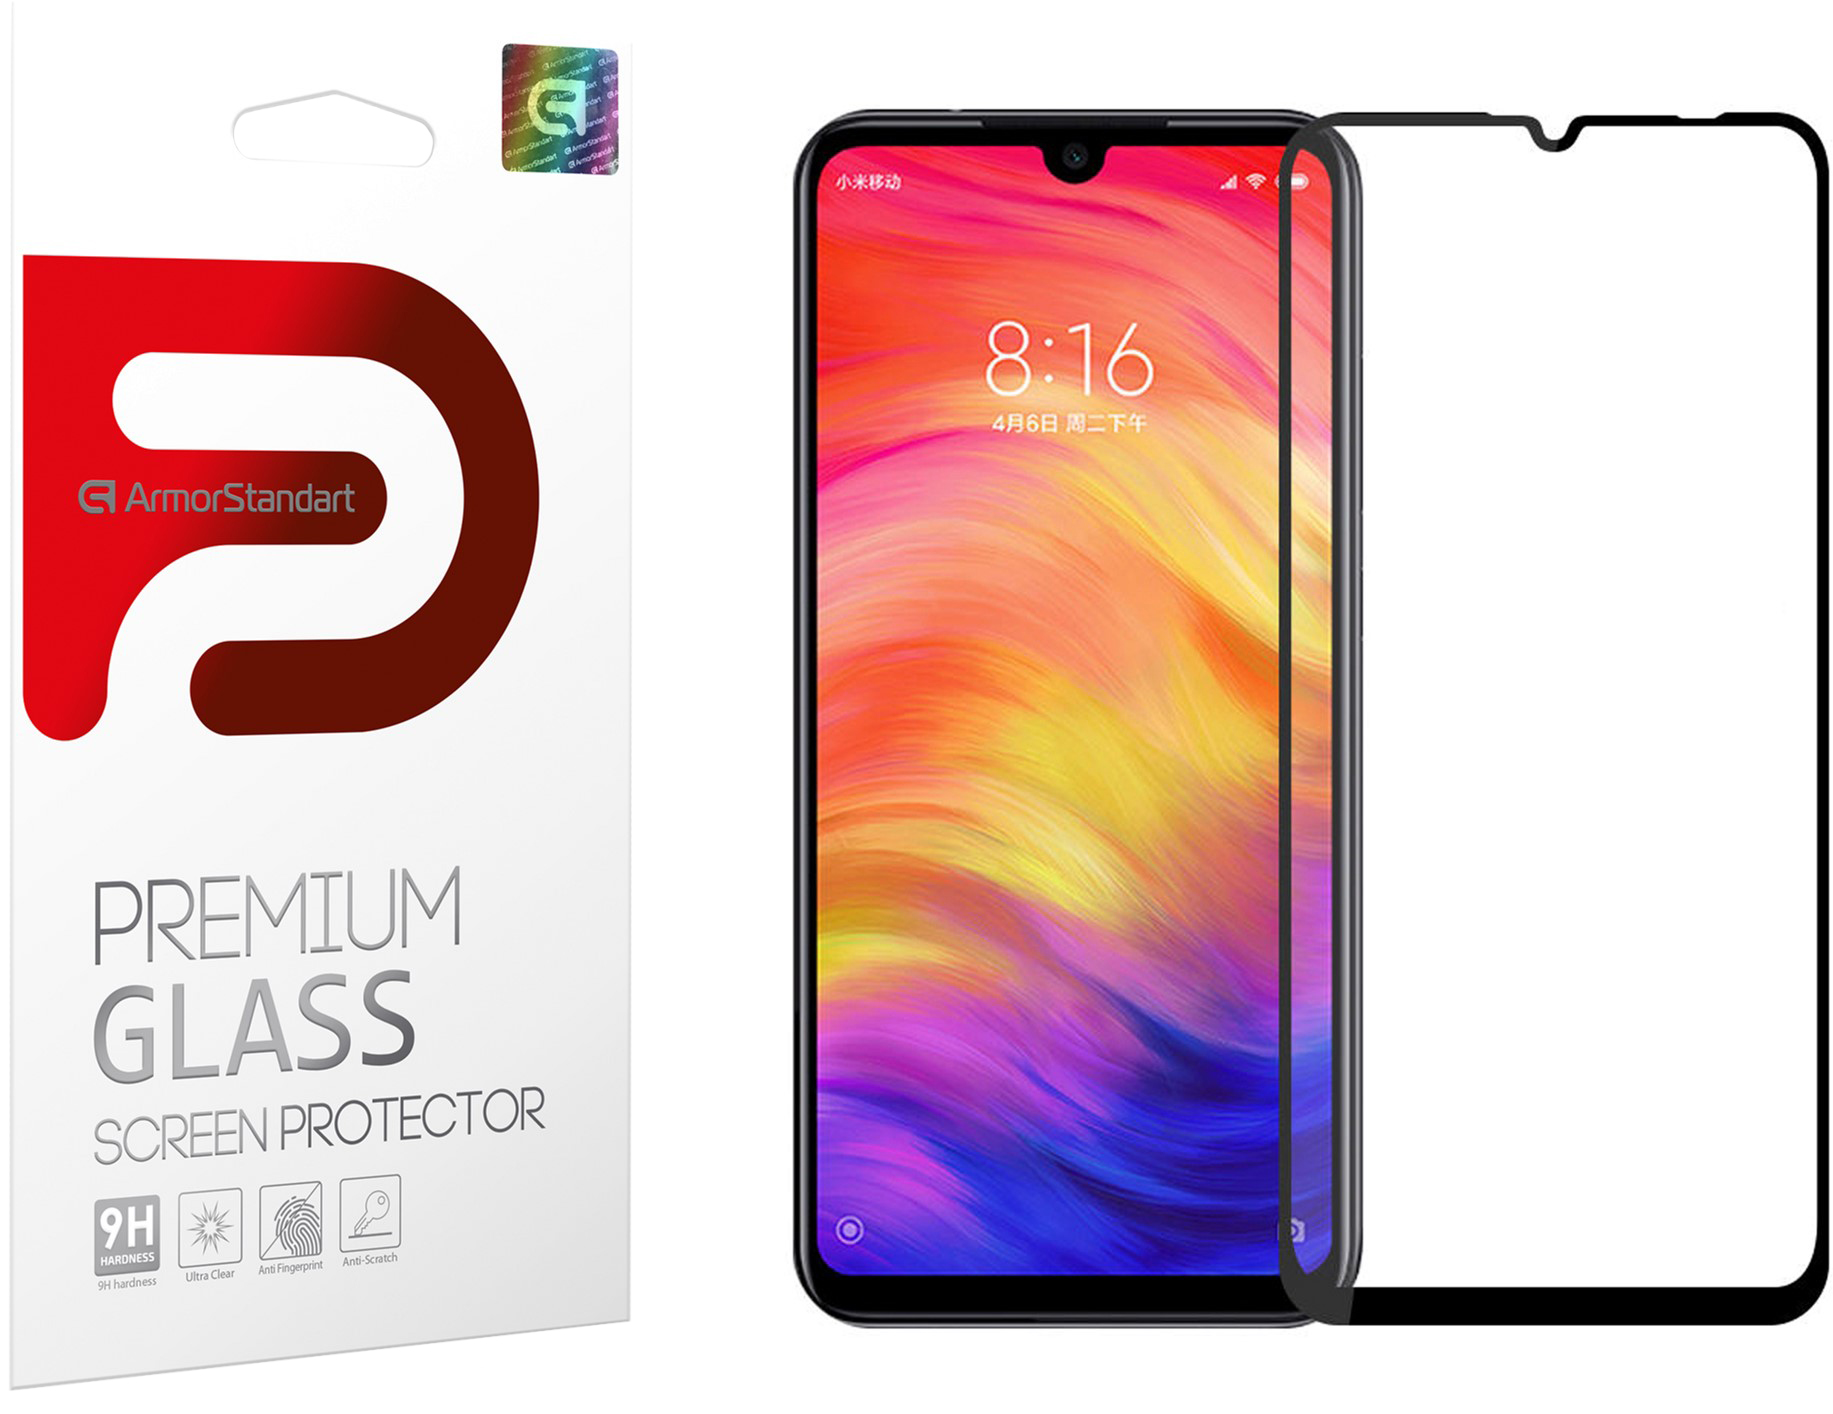 ArmorStandart
PREMIUM
GLASS
SCREEN PROTECTOR
9H
HARDNESS
9H hardness
Ultra Clear
Anti Fingerprint
Anti-Scratch
小米移动
8:16
4月6日 周二下午